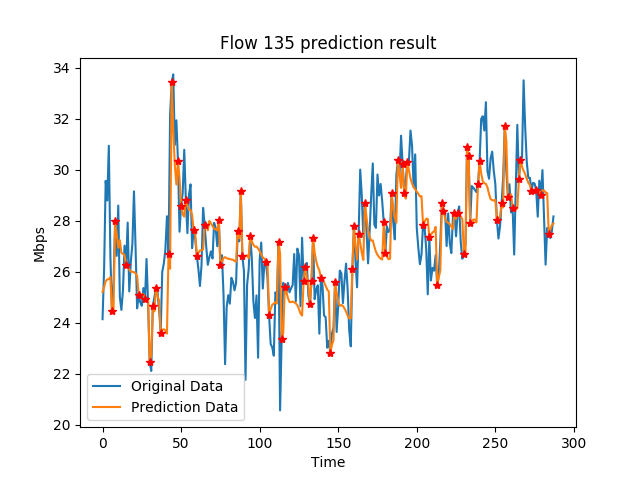 Flow 135 prediction result
34
32
30
28
26
24
22
20
Mbps
Original Data
Prediction Data
0 50 100 150 200 250 300
Time